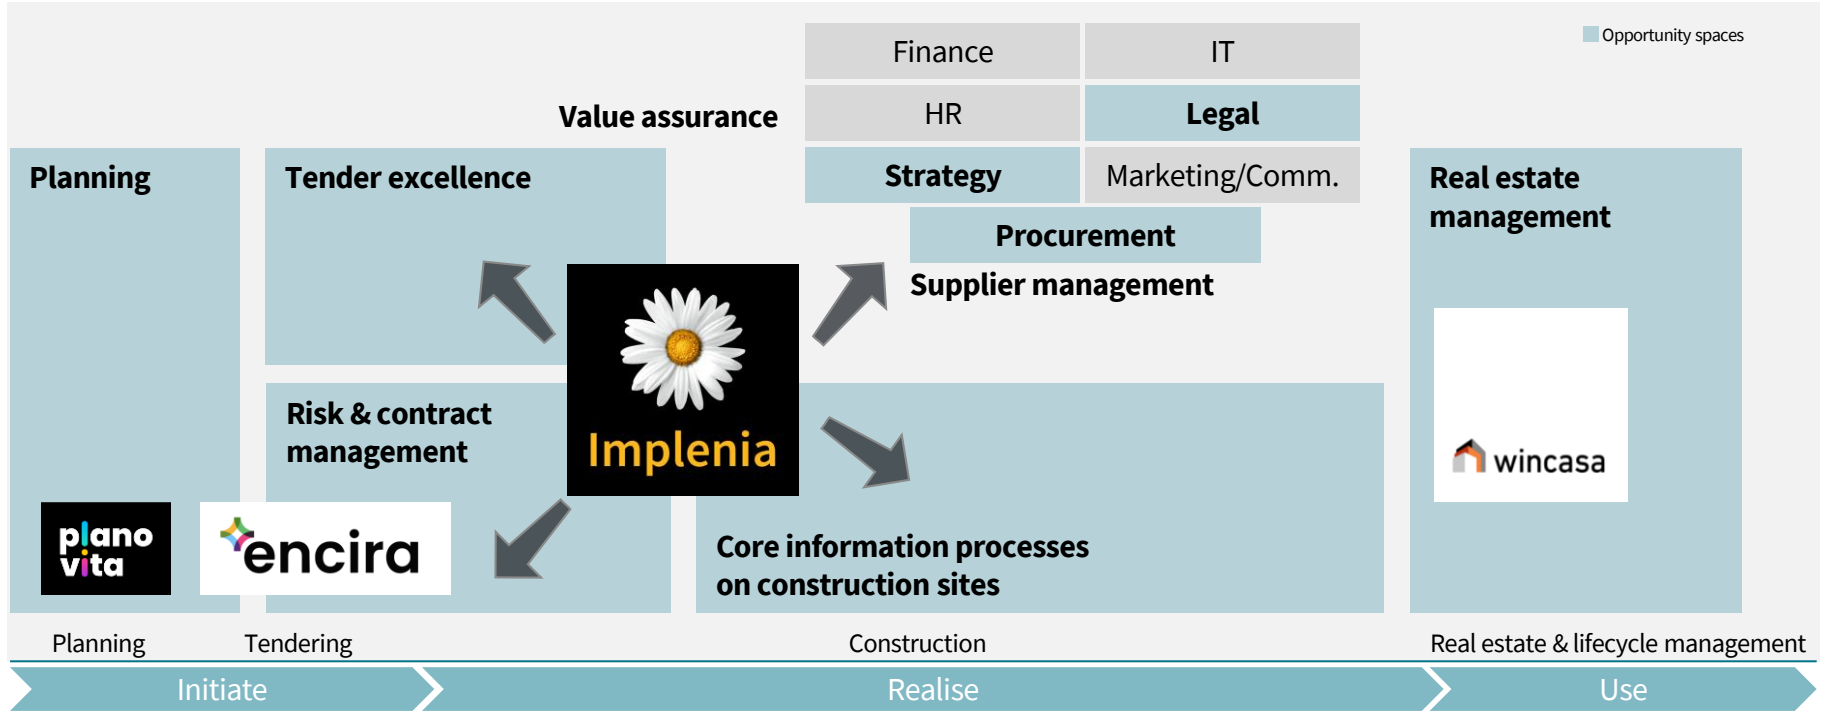 Finance
IT
Opportunity spaces
Value assurance
HR
Legal
Strategy
Marketing/Comm.
Procurement
Supplier management
Planning
Tender excellence
Real estate
management
Risk & contract
management
Implenia
wincasa
plano
vita
encira
Core information processes
on construction sites
Planning
Tendering
Construction
Real estate & lifecycle management
Initiate
Realise
Use